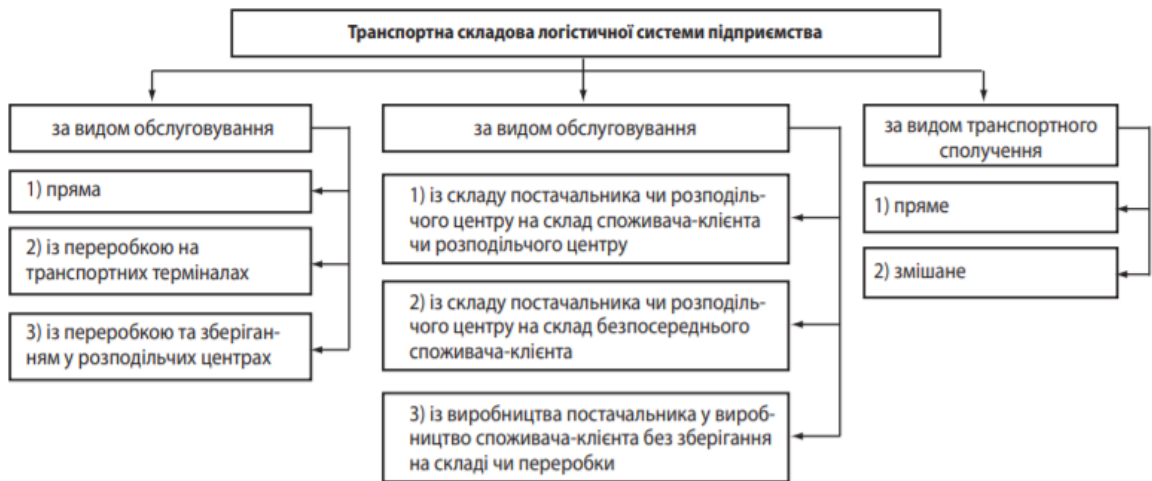 Транспортна складова логістичної системи підприємства
за видом обслуговування
1) пряма
2) із переробкою на
транспортних терміналах
3) із переробкою та зберіган-
ням у розподільчих центрах
за видом обслуговування
1) із складу постачальника чи розподіль-
чого центру на склад споживача-клієнта
чи розподільчого центру
2) із складу постачальника чи розподіль-
чого центру на склад безпосереднього
споживача-клієнта
3) із виробництва постачальника у вироб-
ництво споживача-клієнта без зберігання
на складі чи переробки
за видом транспортного
сполучення
1) пряме
2) змішане